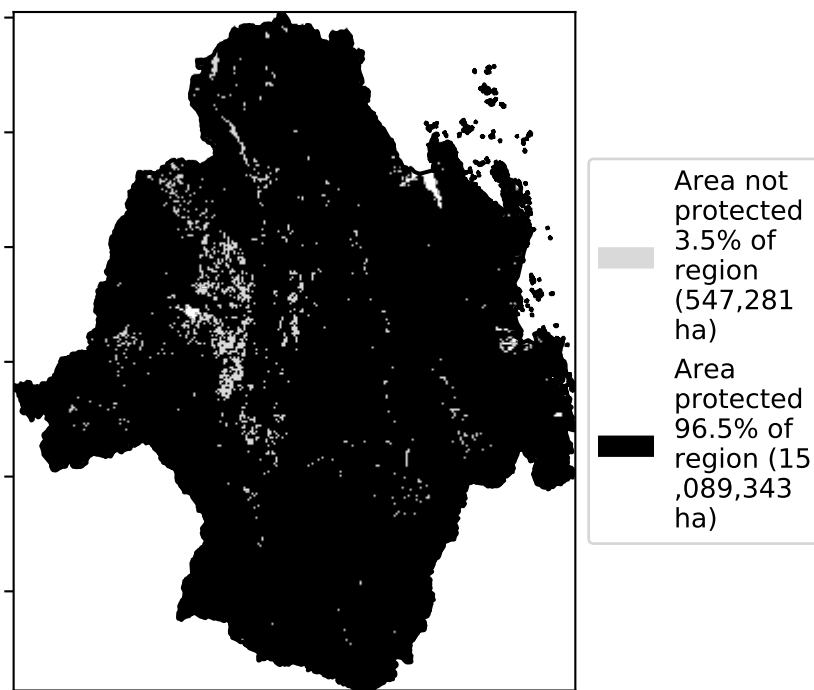 Area not
protected
3.5% of
region
(547,281
ha)
Area
protected
96.5% of
region (15
,089,343
ha)